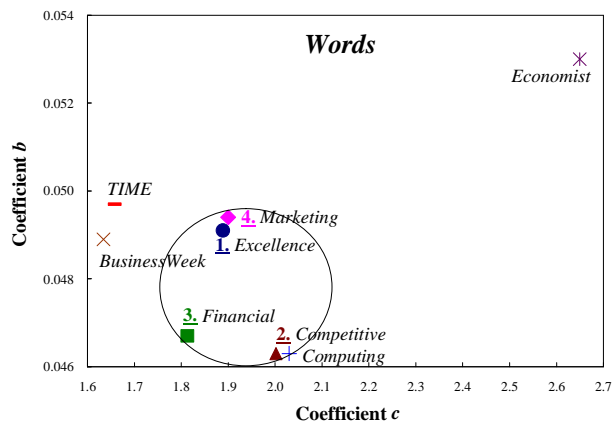 0.054
Words
Economist
0.052
Coefficient b
TIME
0.050
4. Marketing
1. Excellence
BusinessWeek
0.048
3. Financial
2. Competitive
Computing
0.046
1.6 1.7 1.8 1.9 2.0 2.1 2.2 2.3 2.4 2.5 2.6 2.7
Coefficient c